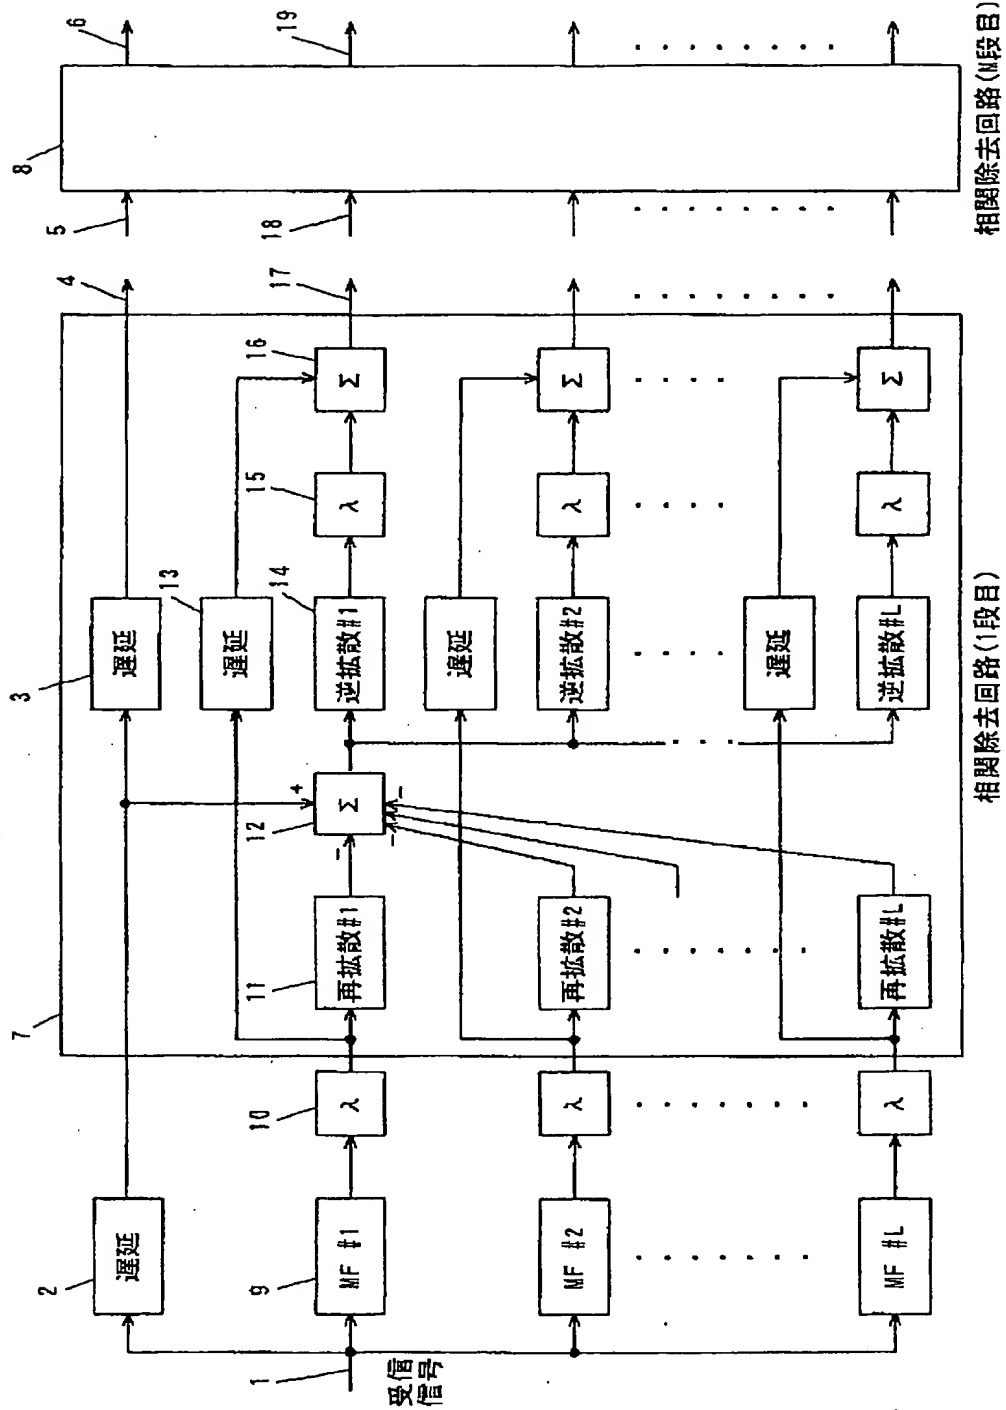 1
受信
信号
2
遅延
9
MF #1
MF #2
MF #L
10
λ
λ
λ
7
11
再拡散#1
再拡散#2
再拡散#L
12
Σ
+
-
-
-
3
遅延
13
遅延
14
逆拡散#1
遅延
逆拡散#2
遅延
逆拡散#L
15
λ
λ
λ
16
Σ
Σ
Σ
4
17
相関除去回路(1段目)
5
18
8
6
19
相関除去回路(N段目)